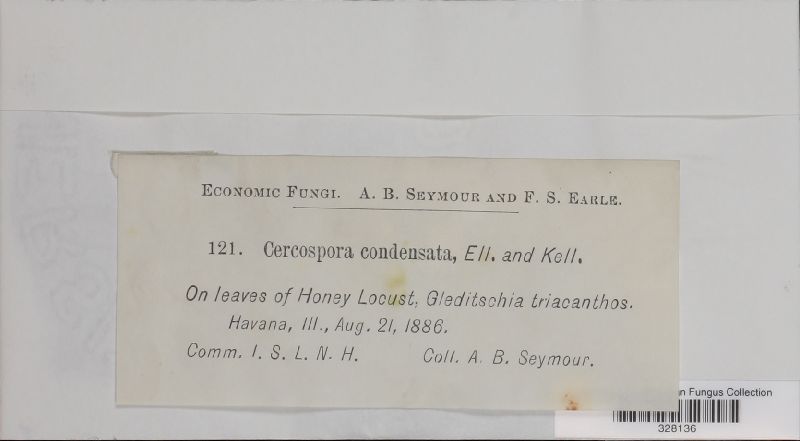 ECONOMIC FUNGI. A. B. SEYMOUR AND F. S. EARLE.
121. Cercospora condensata, Ell. and Kell.
On leaves of Honey Locust, Gleditschia triacanthos.
Havana, Ill., Aug. 21, 1886.
Comm. I. S. L. N. H. Coll. A. B. Seymour.
Fungus Collection
328136